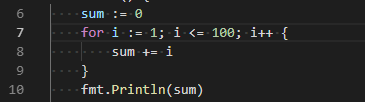 6 sum := 0
7 for i := 1; i <= 100; i++ {
8 sum += i
9 }
10 fmt.Println(sum)